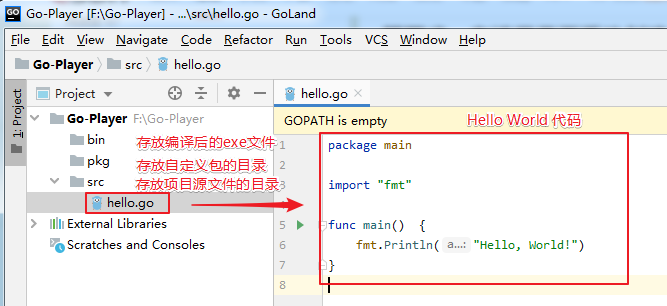 Go-Player [F:\Go-Player] - ...\src\hello.go - GoLand
File Edit View Navigate Code Refactor Run Tools VCS Window Help
Go-Player src hello.go
1: Project
Project
Go-Player F:\Go-Player
bin 存放编译后的exe文件
pkg 存放自定义包的目录
src 存放项目源文件的目录
hello.go
External Libraries
Scratches and Consoles
hello.go
GOPATH is empty Hello World 代码
1 package main
2
3 import "fmt"
4
5 func main() {
6 fmt.Println( a...: "Hello, World!")
7 }
8